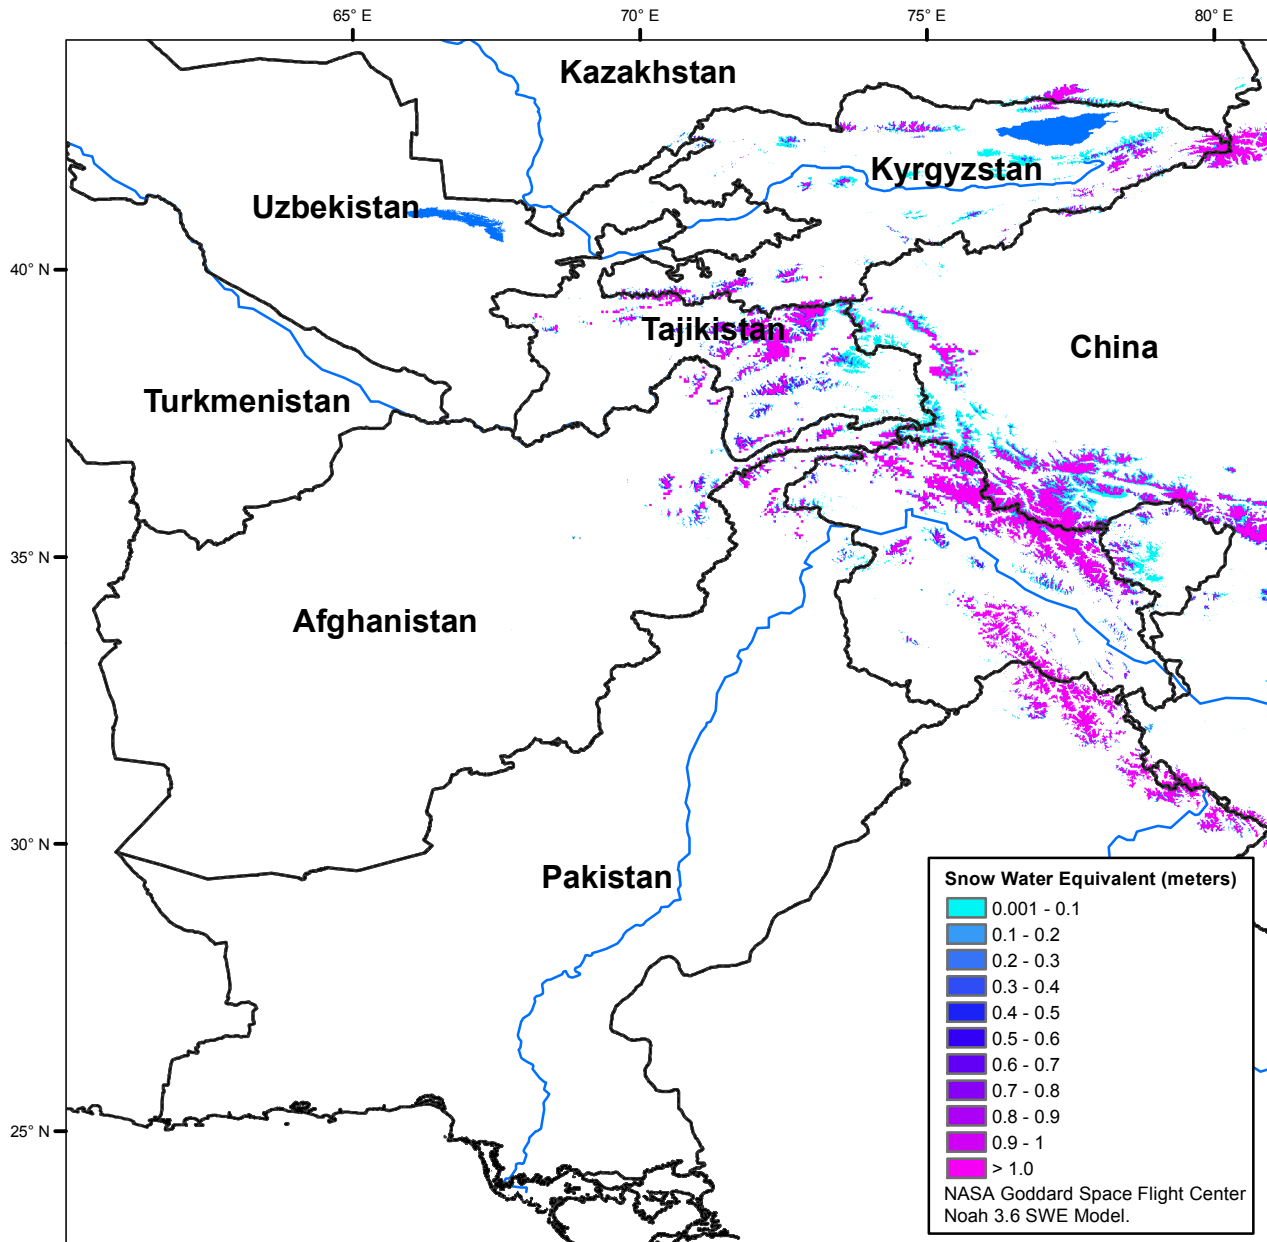 65° E
70° E
75° E
80° E
Kazakhstan
Kyrgyzstan
Uzbekistan
40° N
Tajikistan
China
Turkmenistan
35° N
Afghanistan
30° N
Pakistan
25° N
Snow Water Equivalent (meters)
0.001 - 0.1
0.1 - 0.2
0.2 - 0.3
0.3 - 0.4
0.4 - 0.5
0.5 - 0.6
0.6 - 0.7
0.7 - 0.8
0.8 - 0.9
0.9 - 1
> 1.0
NASA Goddard Space Flight Center
Noah 3.6 SWE Model.